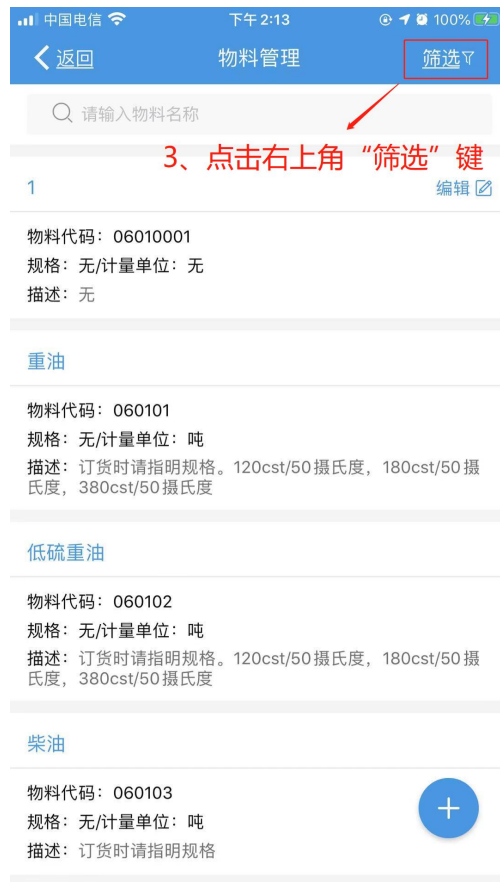 中国电信 下午2:13 100%
返回 物料管理 筛选
请输入物料名称
3、点击右上角“筛选”键
1 编辑
物料代码：06010001
规格：无/计量单位：无
描述：无
重油
物料代码：060101
规格：无/计量单位：吨
描述：订货时请指明规格。120cst/50摄氏度，180cst/50摄
氏度，380cst/50摄氏度
低硫重油
物料代码：060102
规格：无/计量单位：吨
描述：订货时请指明规格。120cst/50摄氏度，180cst/50摄
氏度，380cst/50摄氏度
柴油
物料代码：060103
规格：无/计量单位：吨
描述：订货时请指明规格